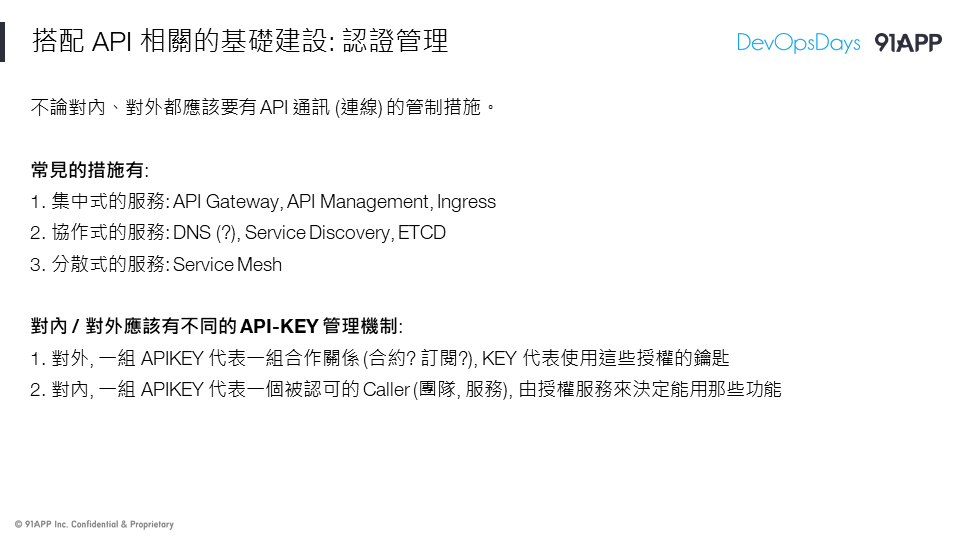 搭配 API 相關的基礎建設: 認證管理
DevOpsDays 91APP
不論對內、對外都應該要有 API 通訊 (連線) 的管制措施。
常見的措施有:
1. 集中式的服務: API Gateway, API Management, Ingress
2. 協作式的服務: DNS (?), Service Discovery, ETCD
3. 分散式的服務: Service Mesh
對內 / 對外應該有不同的 API-KEY 管理機制:
1. 對外, 一組 APIKEY 代表一組合作關係 (合約? 訂閱?), KEY 代表使用這些授權的鑰匙
2. 對內, 一組 APIKEY 代表一個被認可的 Caller (團隊, 服務), 由授權服務來決定能用那些功能
© 91APP Inc. Confidential & Proprietary